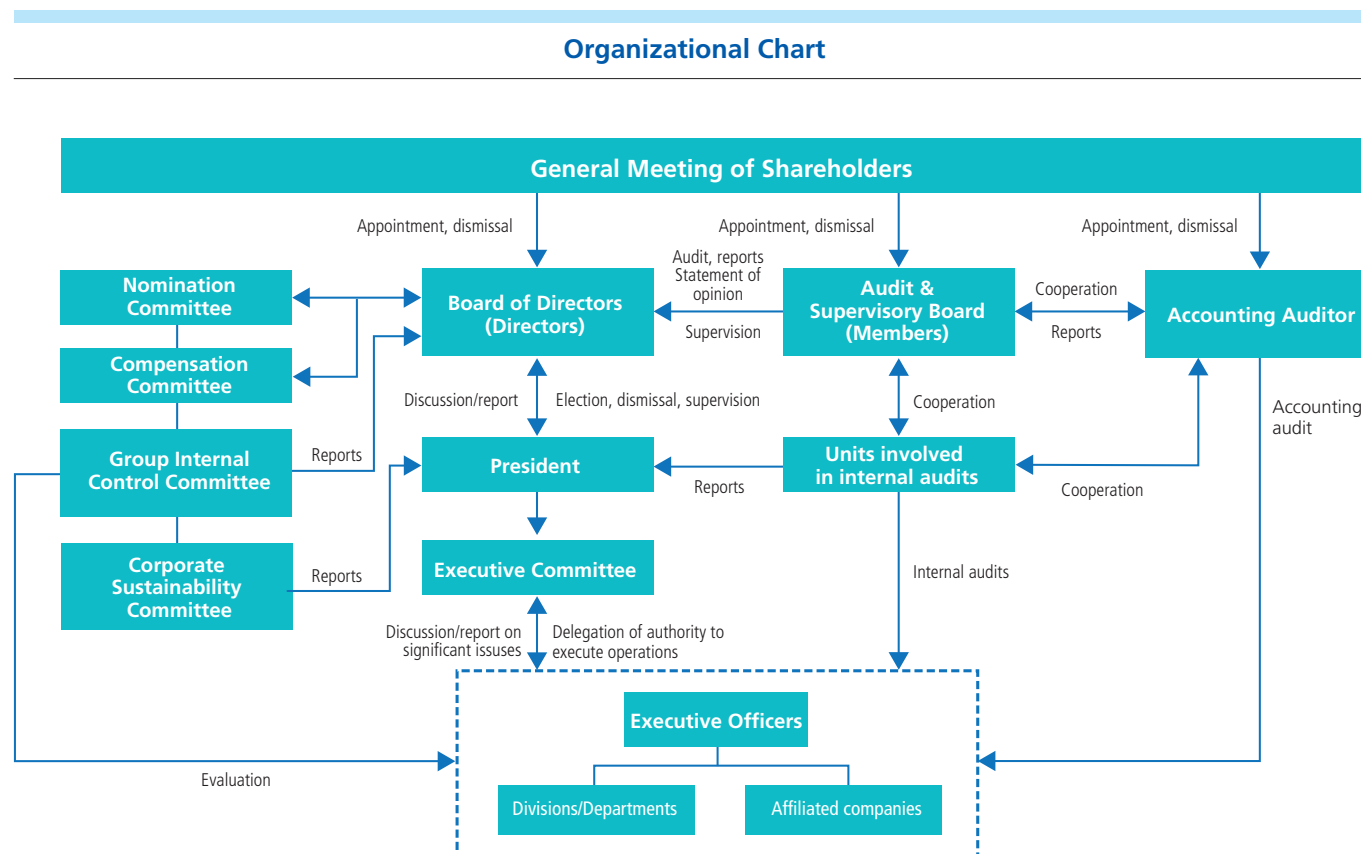 Organizational Chart
General Meeting of Shareholders
Appointment, dismissal
Appointment, dismissal
Appointment, dismissal
Nomination
Committee
Compensation
Committee
Group Internal
Control Committee
Corporate
Sustainability
Committee
Board of Directors
(Directors)
Audit, reports
Statement of
opinion
Supervision
Audit &
Supervisory Board
(Members)
Cooperation
Reports
Accounting Auditor
Discussion/report
Election, dismissal, supervision
Cooperation
Accounting
audit
Reports
President
Reports
Units involved
in internal audits
Cooperation
Reports
Executive Committee
Internal audits
Discussion/report on
significant issuses
Delegation of authority to
execute operations
Executive Officers
Evaluation
Divisions/Departments
Affiliated companies